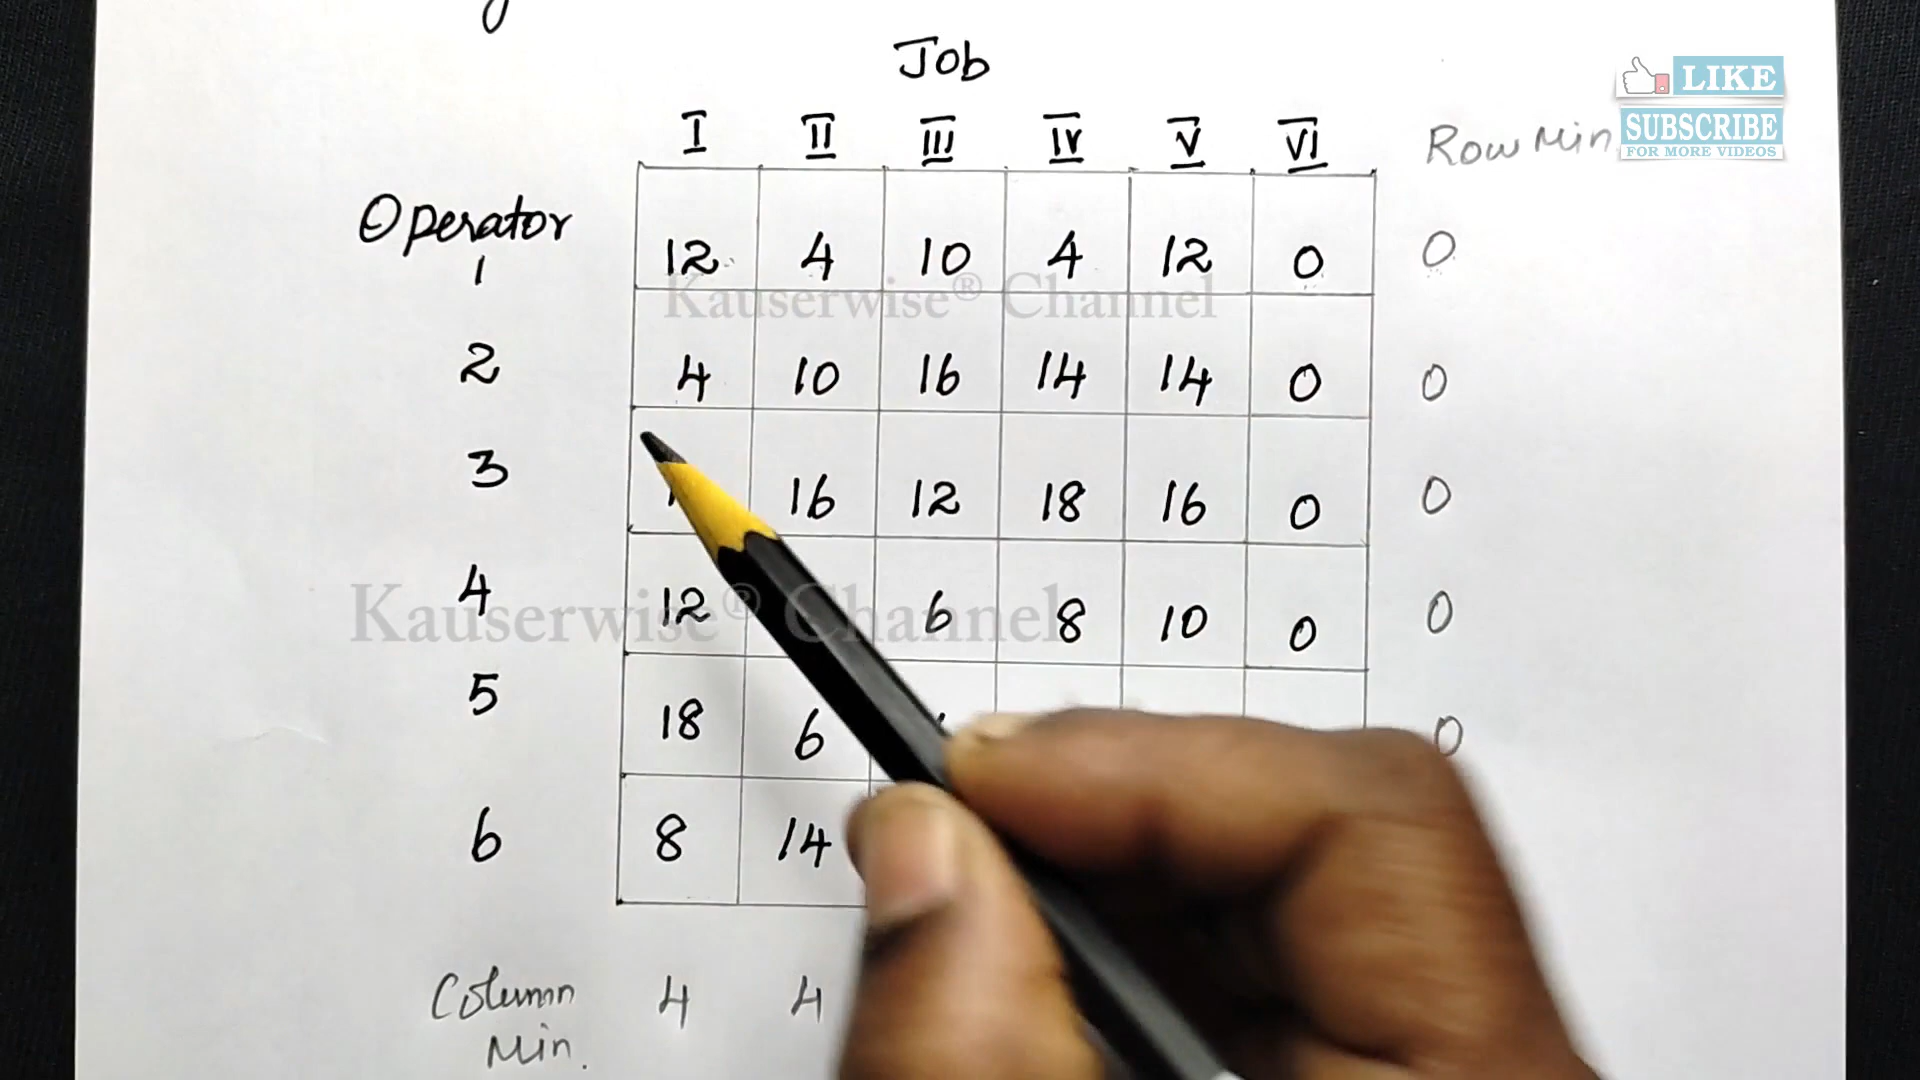 Job
I II III IV V VI Row Min
LIKE
SUBSCRIBE
FOR MORE VIDEOS
Operator
1 12 4 10 4 12 0 0
Kauserwise® Channel
2 4 10 16 14 14 0 0
3 16 12 18 16 0 0
4 12 6 8 10 0 0
Kauserwise® Channel
5 18 6 0
6 8 14
Column 4 4
Min.